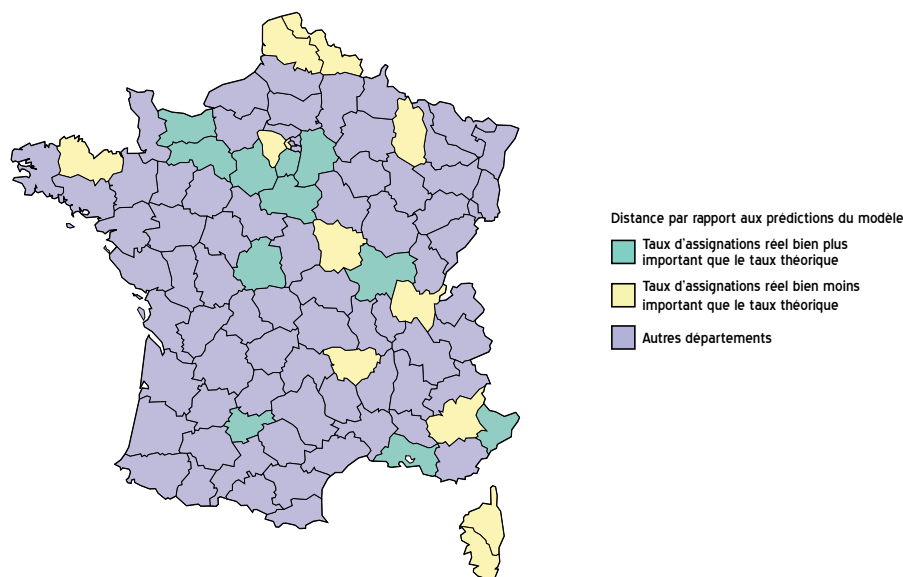 Distance par rapport aux prédictions du modèle
Taux d'assignations réel bien plus
important que le taux théorique
Taux d'assignations réel bien moins
important que le taux théorique
Autres départements